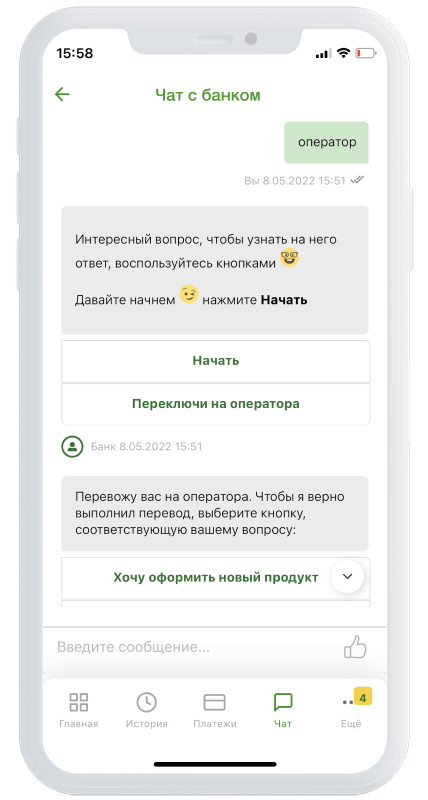 15:58
Чат с банком
оператор
Вы 8.05.2022 15:51
Интересный вопрос, чтобы узнать на него
ответ, воспользуйтесь кнопками 🤓
Давайте начнем 😏 нажмите Начать
Начать
Переключи на оператора
Банк 8.05.2022 15:51
Перевожу вас на оператора. Чтобы я верно
выполнил перевод, выберите кнопку,
соответствующую вашему вопросу:
Хочу оформить новый продукт
Введите сообщение...
4
Главная История Платежи Чат Ещё